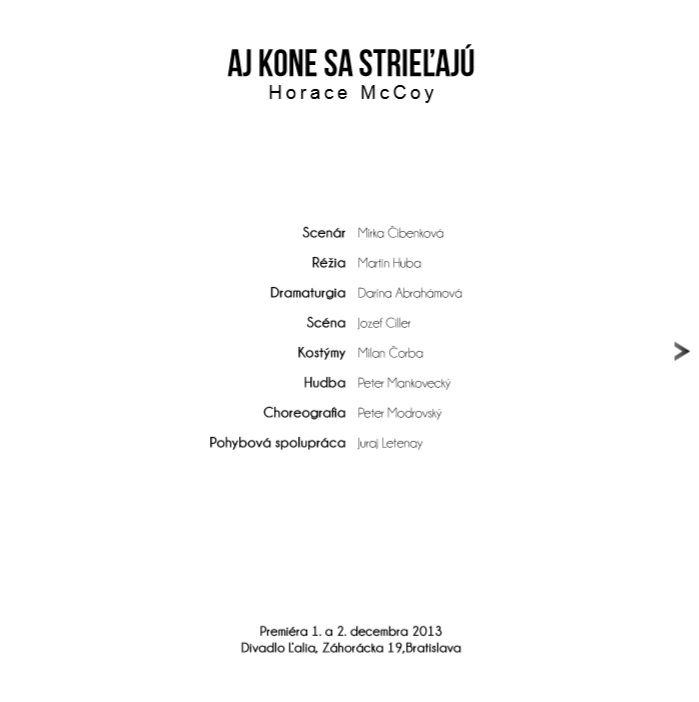 AJ KONE SA STRIEĽAJÚ
Horace McCoy
Scenár Mirka Čibenková
Réžia Martin Huba
Dramaturgia Darina Abrahámová
Scéna Jozef Ciller
Kostýmy Milan Čorba
Hudba Peter Mankovecký
Choreografia Peter Modrovský
Pohybová spolupráca Juraj Letenay
Premiéra 1. a 2. decembra 2013
Divadlo Ľalia, Záhorácka 19,Bratislava